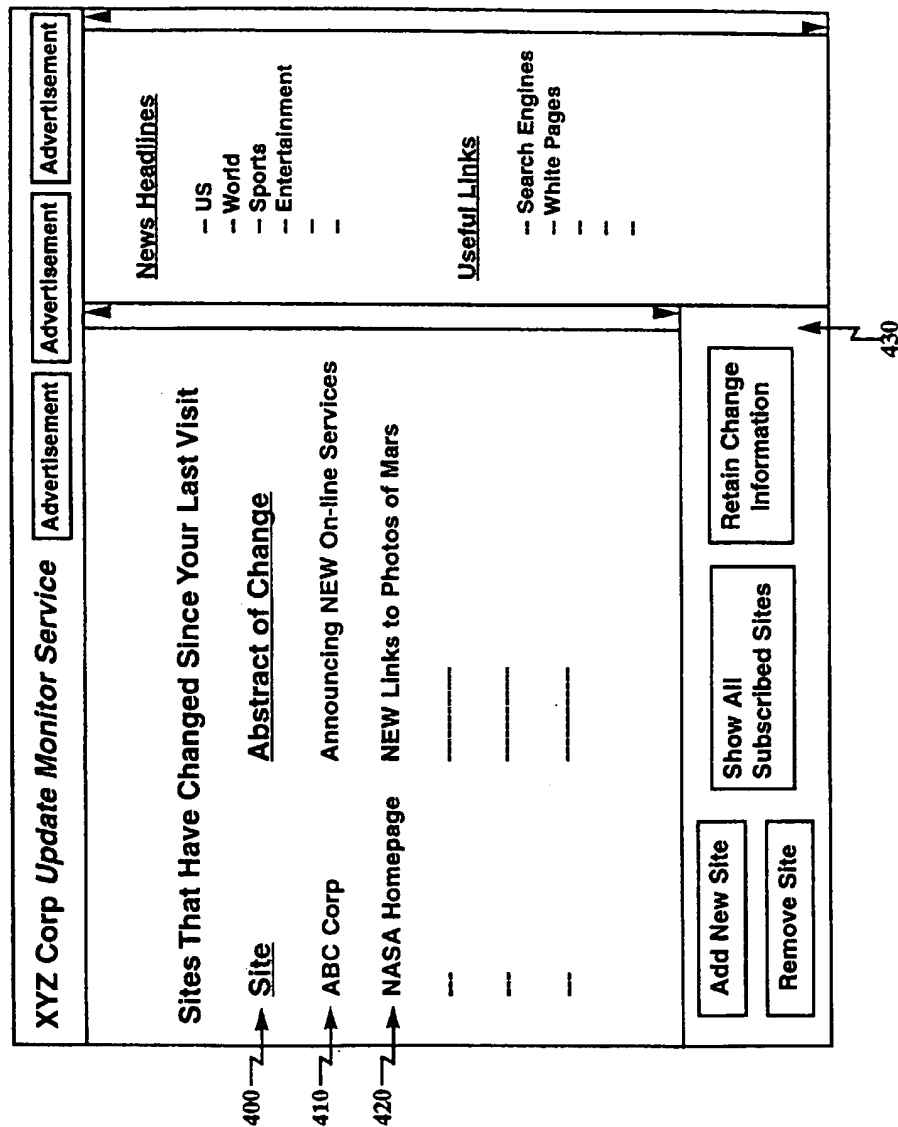 XYZ Corp Update Monitor Service
Advertisement
Advertisement
Advertisement
Sites That Have Changed Since Your Last Visit
400 Site Abstract of Change
410 ABC Corp Announcing NEW On-line Services
420 NASA Homepage NEW Links to Photos of Mars
-- ---------
-- ---------
-- ---------
News Headlines
-- US
-- World
-- Sports
-- Entertainment
--
--
Useful Links
-- Search Engines
-- White Pages
--
--
--
Add New Site
Remove Site
Show All
Subscribed Sites
Retain Change
Information
430